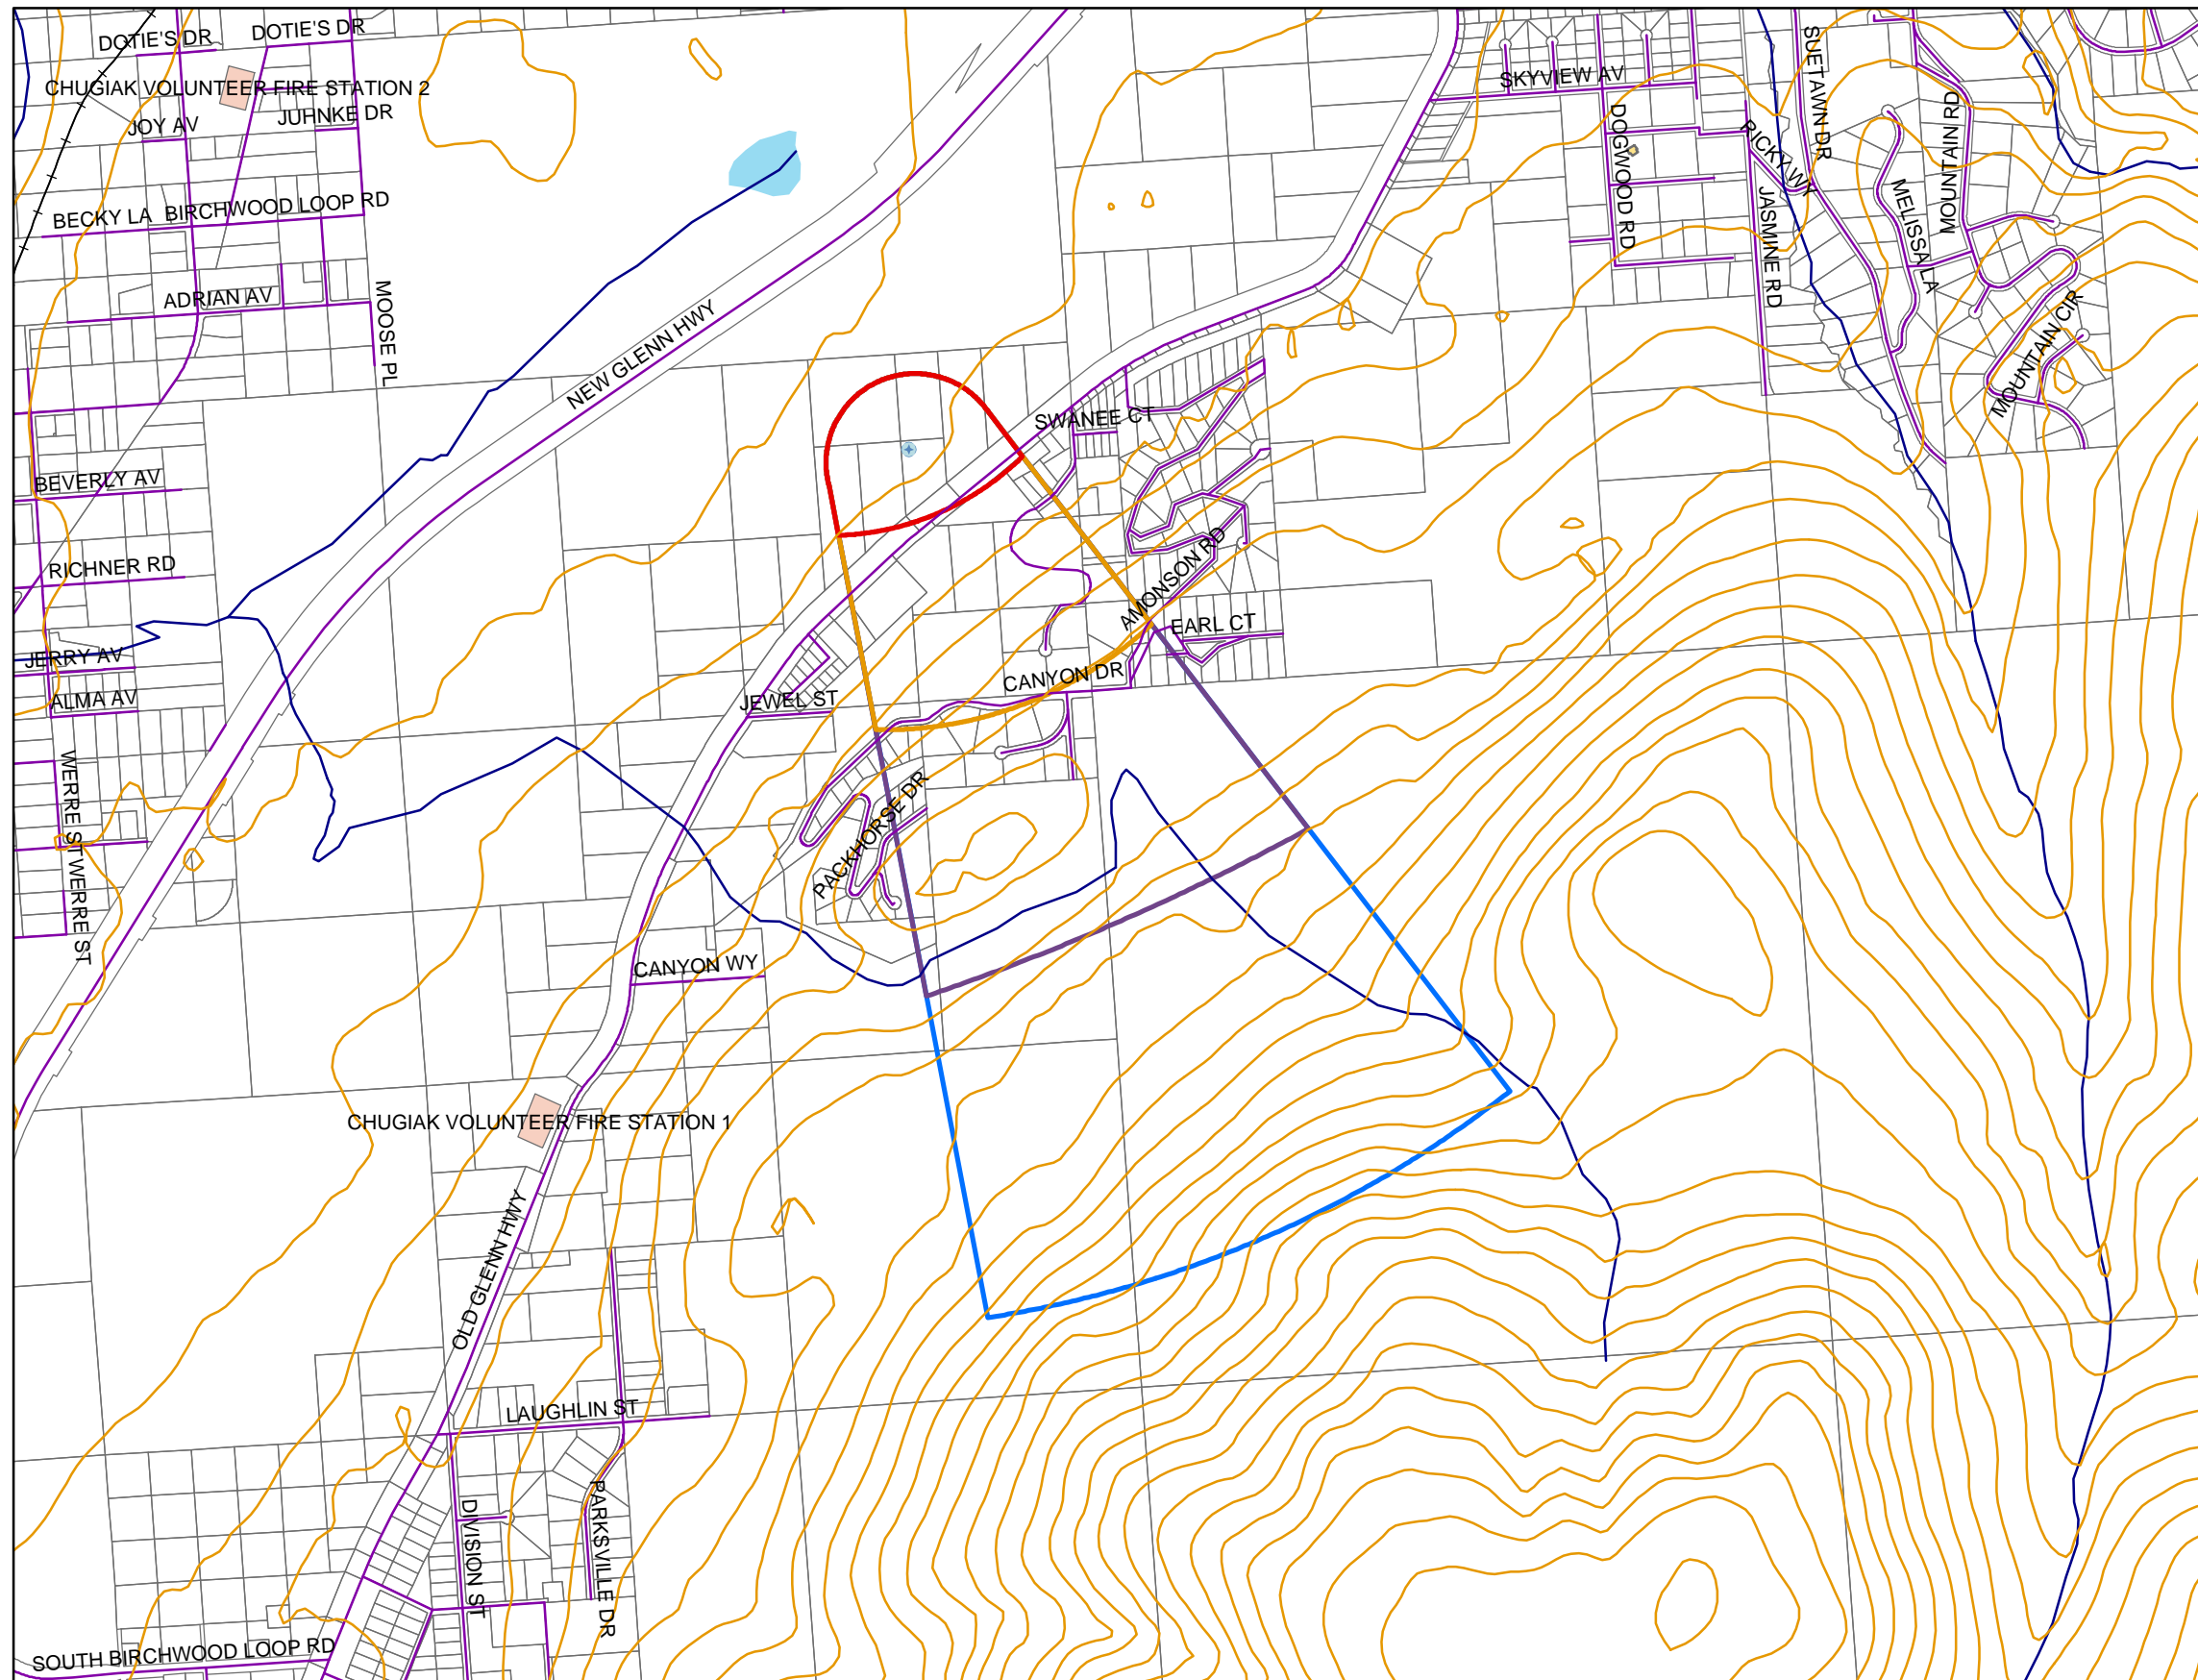 DOTIE'S DR
DOTIE'S DR
CHUGIAK VOLUNTEER FIRE STATION 2
JOY AV
JUHNKE DR
BECKY LA
BIRCHWOOD LOOP RD
ADRIAN AV
MOOSE PL
NEW GLENN HWY
SKYVIEW AV
DOGWOOD RD
RICKY WY
SUETAWN DR
JASMINE RD
MELISSA LA
MOUNTAIN RD
MOUNTAIN CIR
SWANEE CT
BEVERLY AV
RICHNER RD
AMONSON RD
EARL CT
CANYON DR
JERRY AV
ALMA AV
JEWEL ST
WERRE ST
WERRE ST
PACKHORSE DR
CANYON WY
CHUGIAK VOLUNTEER FIRE STATION 1
OLD GLENN HWY
LAUGHLIN ST
DIVISION ST
PARKSVILLE DR
SOUTH BIRCHWOOD LOOP RD